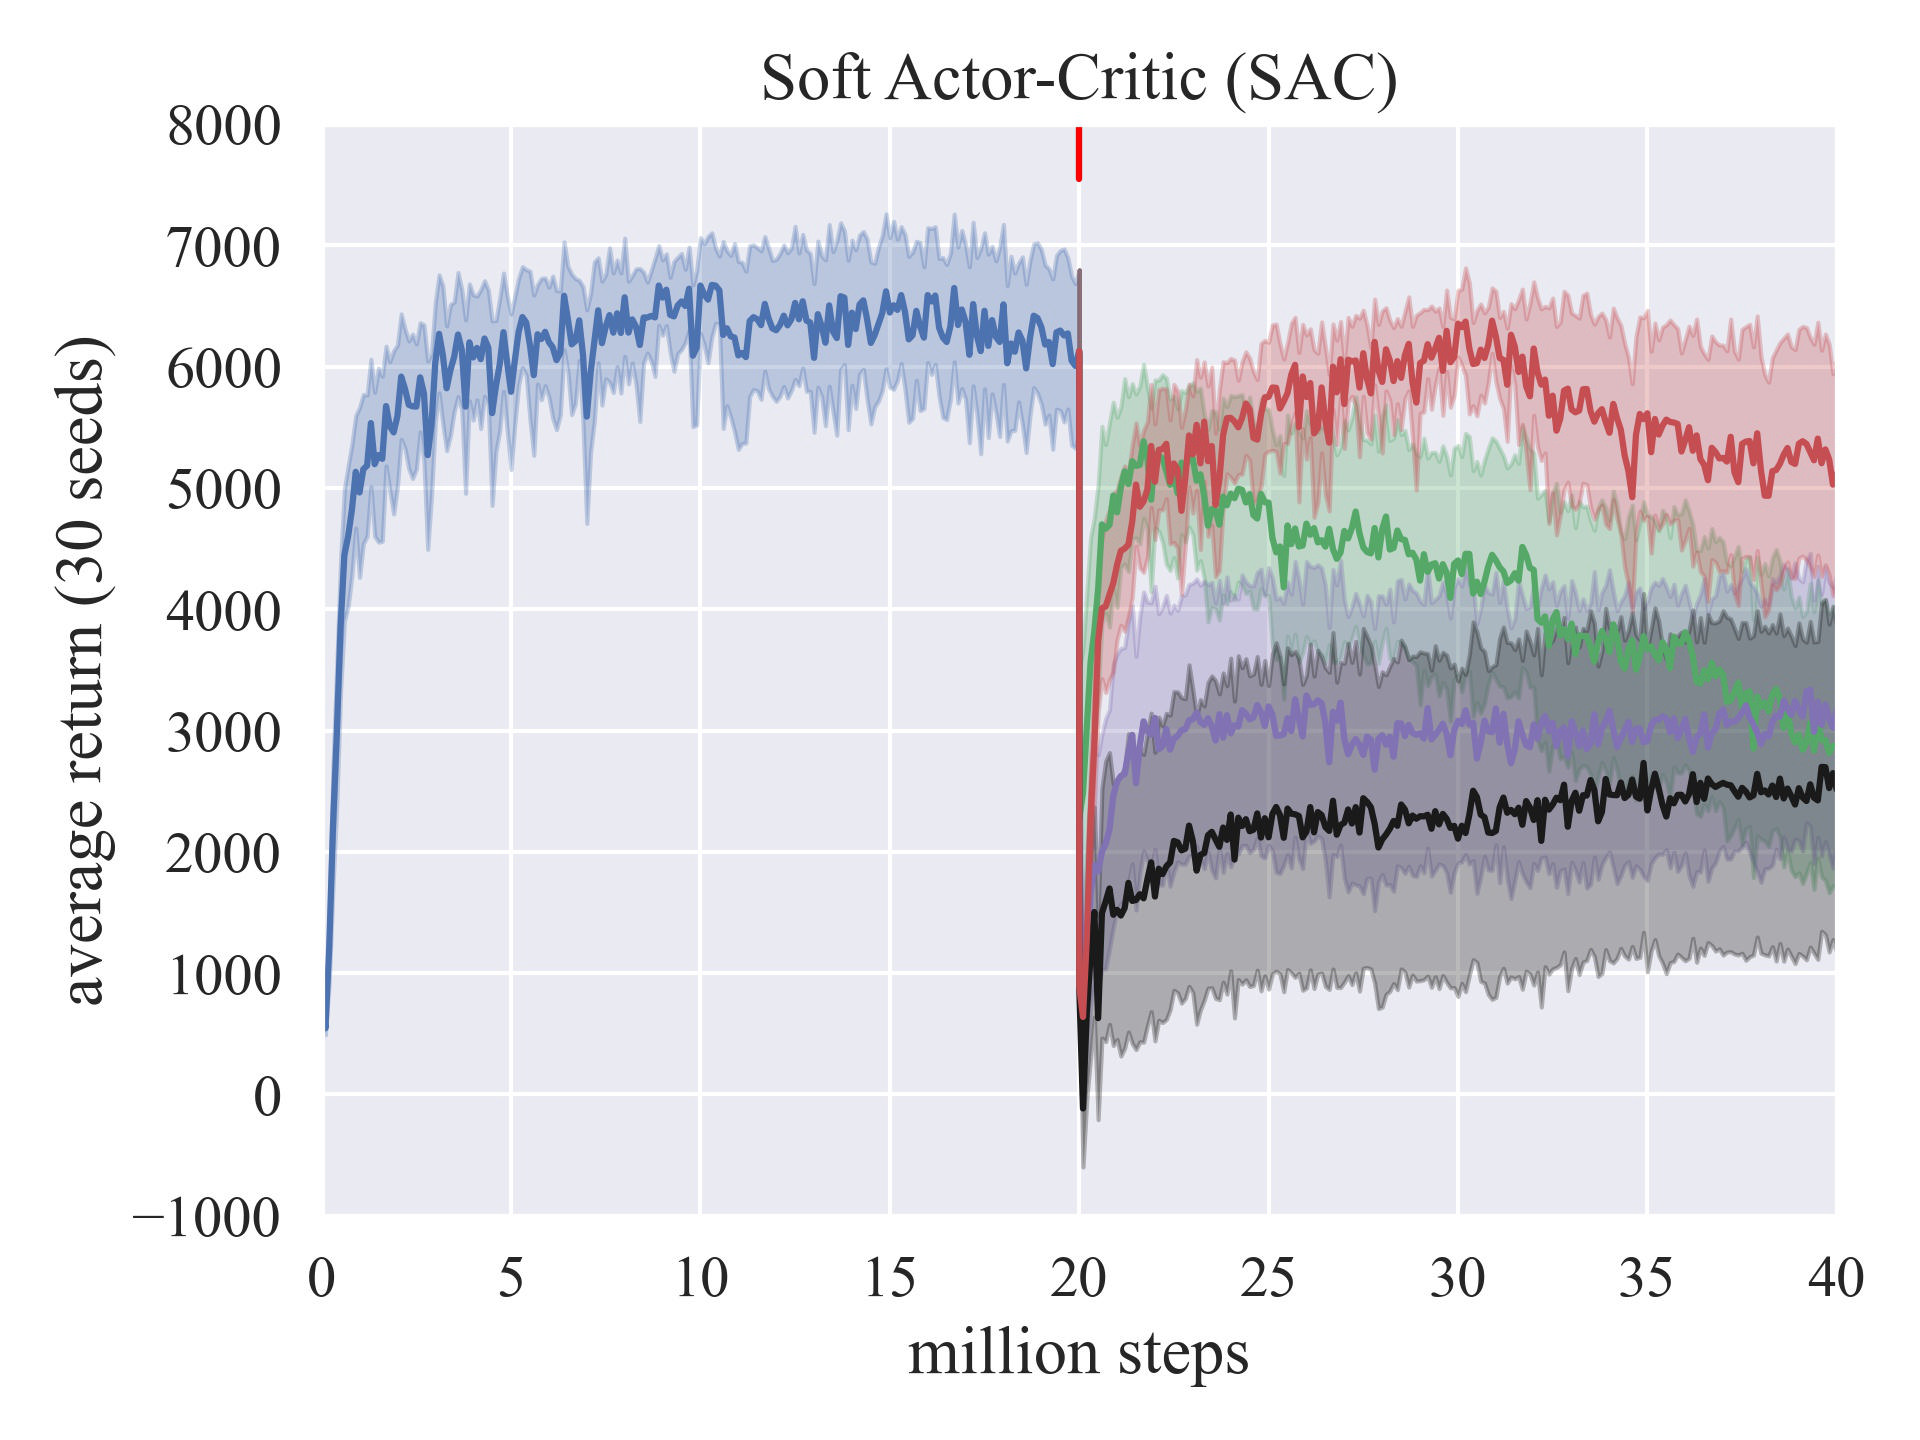 Soft Actor-Critic (SAC)
8000
7000
6000
5000
4000
3000
2000
1000
0
−1000
average return (30 seeds)
0 5 10 15 20 25 30 35 40
million steps